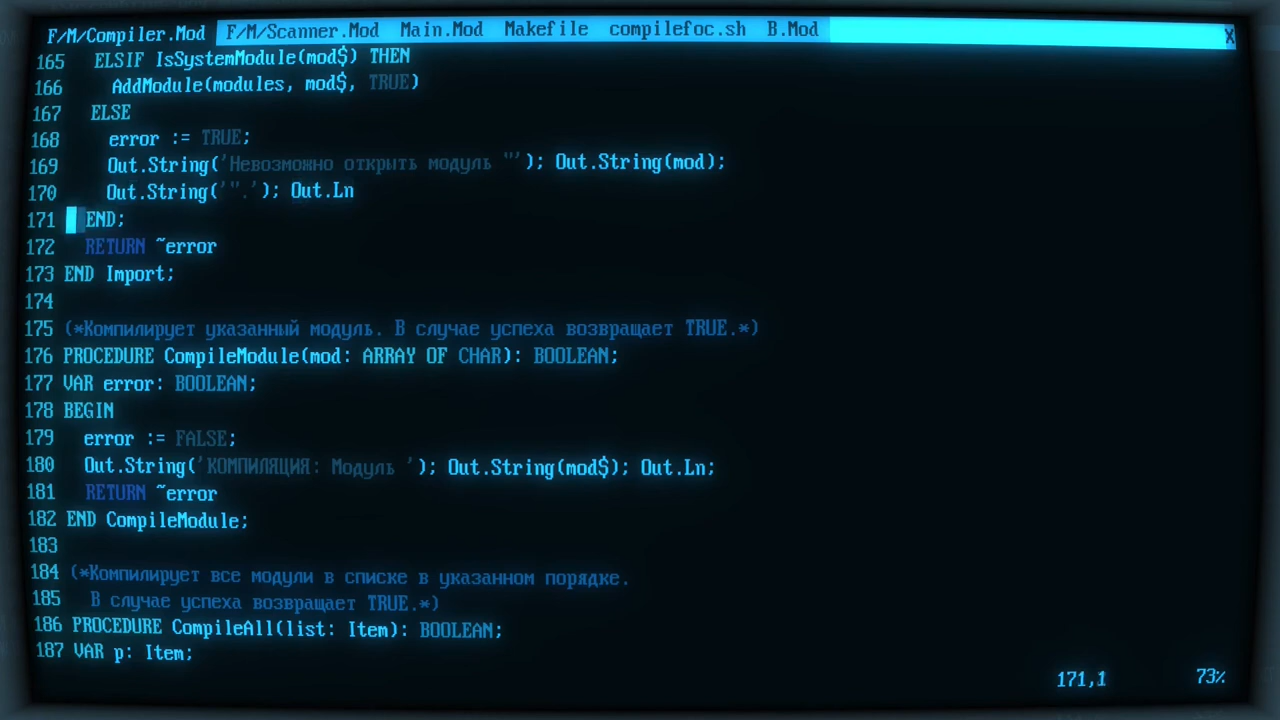 F/M/Compiler.Mod F/M/Scanner.Mod Main.Mod Makefile compilefoc.sh B.Mod X
165 ELSIF IsSystemModule(mod$) THEN
166 AddModule(modules, mod$, TRUE)
167 ELSE
168 error := TRUE;
169 Out.String('Невозможно открыть модуль "'); Out.String(mod);
170 Out.String('".'); Out.Ln
171 END;
172 RETURN ~error
173 END Import;
174
175 (*Компилирует указанный модуль. В случае успеха возвращает TRUE.*)
176 PROCEDURE CompileModule(mod: ARRAY OF CHAR): BOOLEAN;
177 VAR error: BOOLEAN;
178 BEGIN
179 error := FALSE;
180 Out.String('КОМПИЛЯЦИЯ: Модуль '); Out.String(mod$); Out.Ln;
181 RETURN ~error
182 END CompileModule;
183
184 (*Компилирует все модули в списке в указанном порядке.
185 В случае успеха возвращает TRUE.*)
186 PROCEDURE CompileAll(list: Item): BOOLEAN;
187 VAR p: Item;
171,1 73%